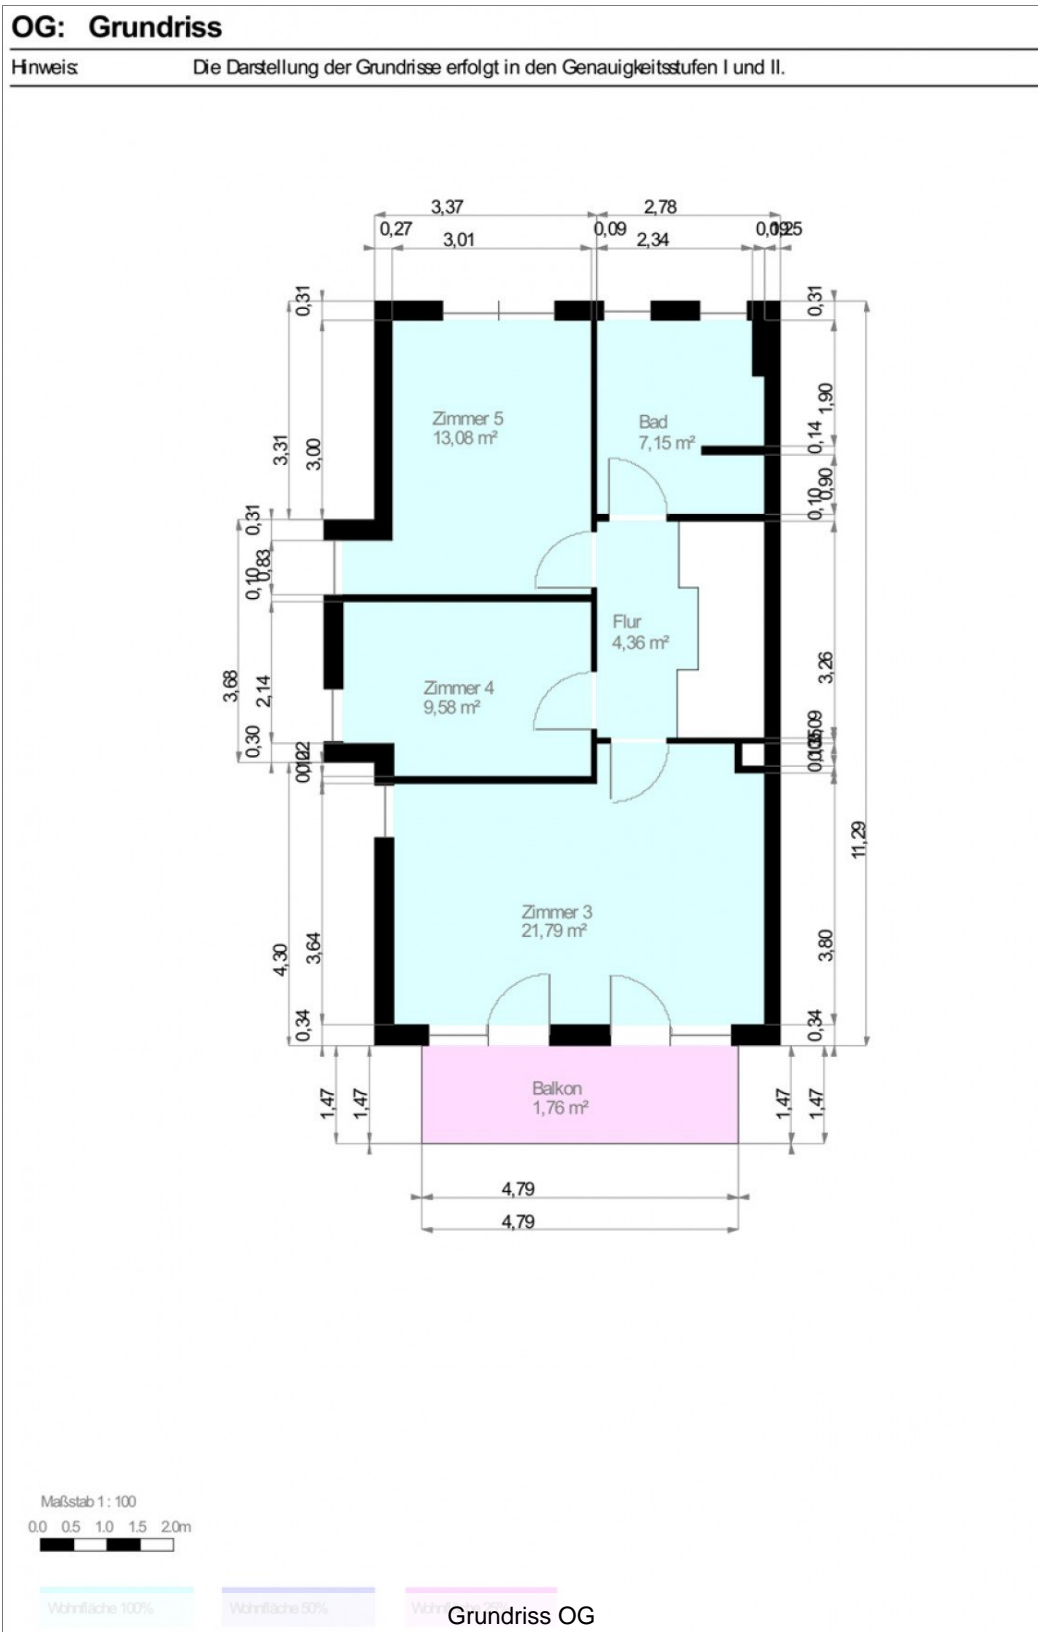 OG: Grundriss
Hinweis: Die Darstellung der Grundrisse erfolgt in den Genauigkeitsstufen I und II.
3,37 2,78
0,27 0,09
3,01 2,34
0,31 0,31
Zimmer 5
13,08 m²
Bad
7,15 m²
3,31 3,00 1,90
0,14
0,90
0,10
0,31
0,83
0,10
Flur
4,36 m²
3,68 2,14 3,26
Zimmer 4
9,58 m²
0,30
Zimmer 3
21,79 m²
11,29
4,30 3,64 3,80
0,34 0,34
Balkon
1,76 m²
1,47 1,47 1,47 1,47
4,79
4,79
Maßstab 1 : 100
0.0 0.5 1.0 1.5 2.0m
Wohnfläche 100% Wohnfläche 50% Wohnfläche 25%
Grundriss OG